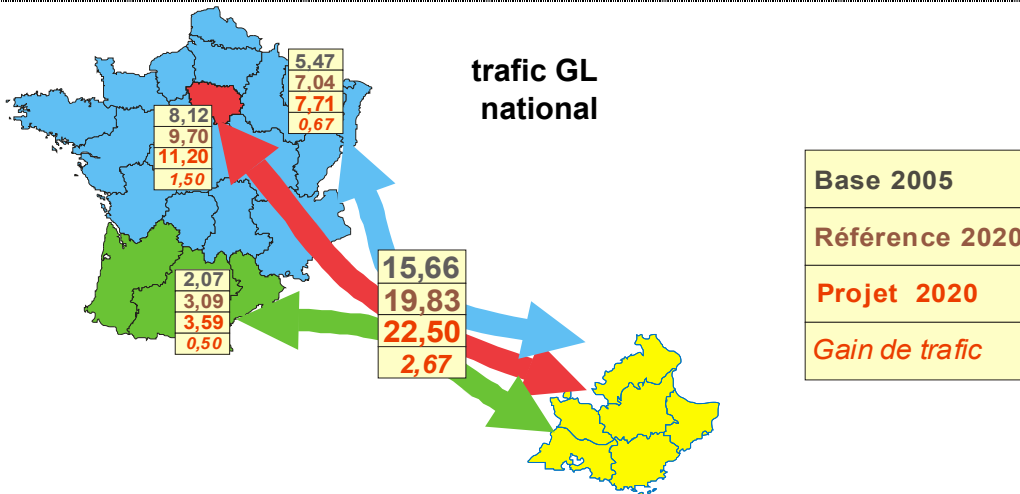 trafic GL
national
5,47
7,04
7,71
0,67
8,12
9,70
11,20
1,50
2,07
3,09
3,59
0,50
15,66
19,83
22,50
2,67
Base 2005
Référence 2020
Projet 2020
Gain de trafic